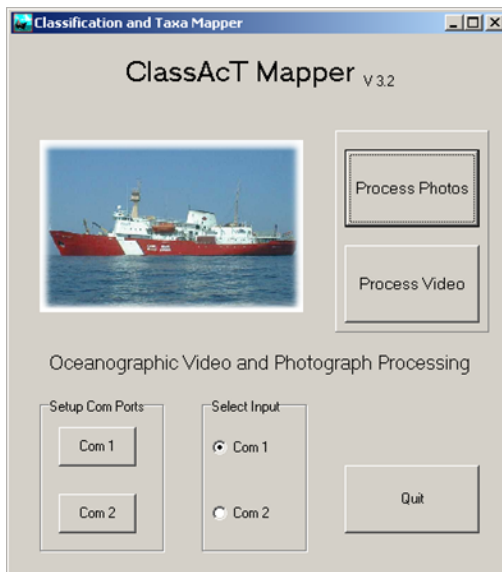 Classification and Taxa Mapper
ClassAcT Mapper V 3.2
Process Photos
Process Video
Oceanographic Video and Photograph Processing
Setup Com Ports
Com 1
Com 2
Select Input
Com 1
Com 2
Quit